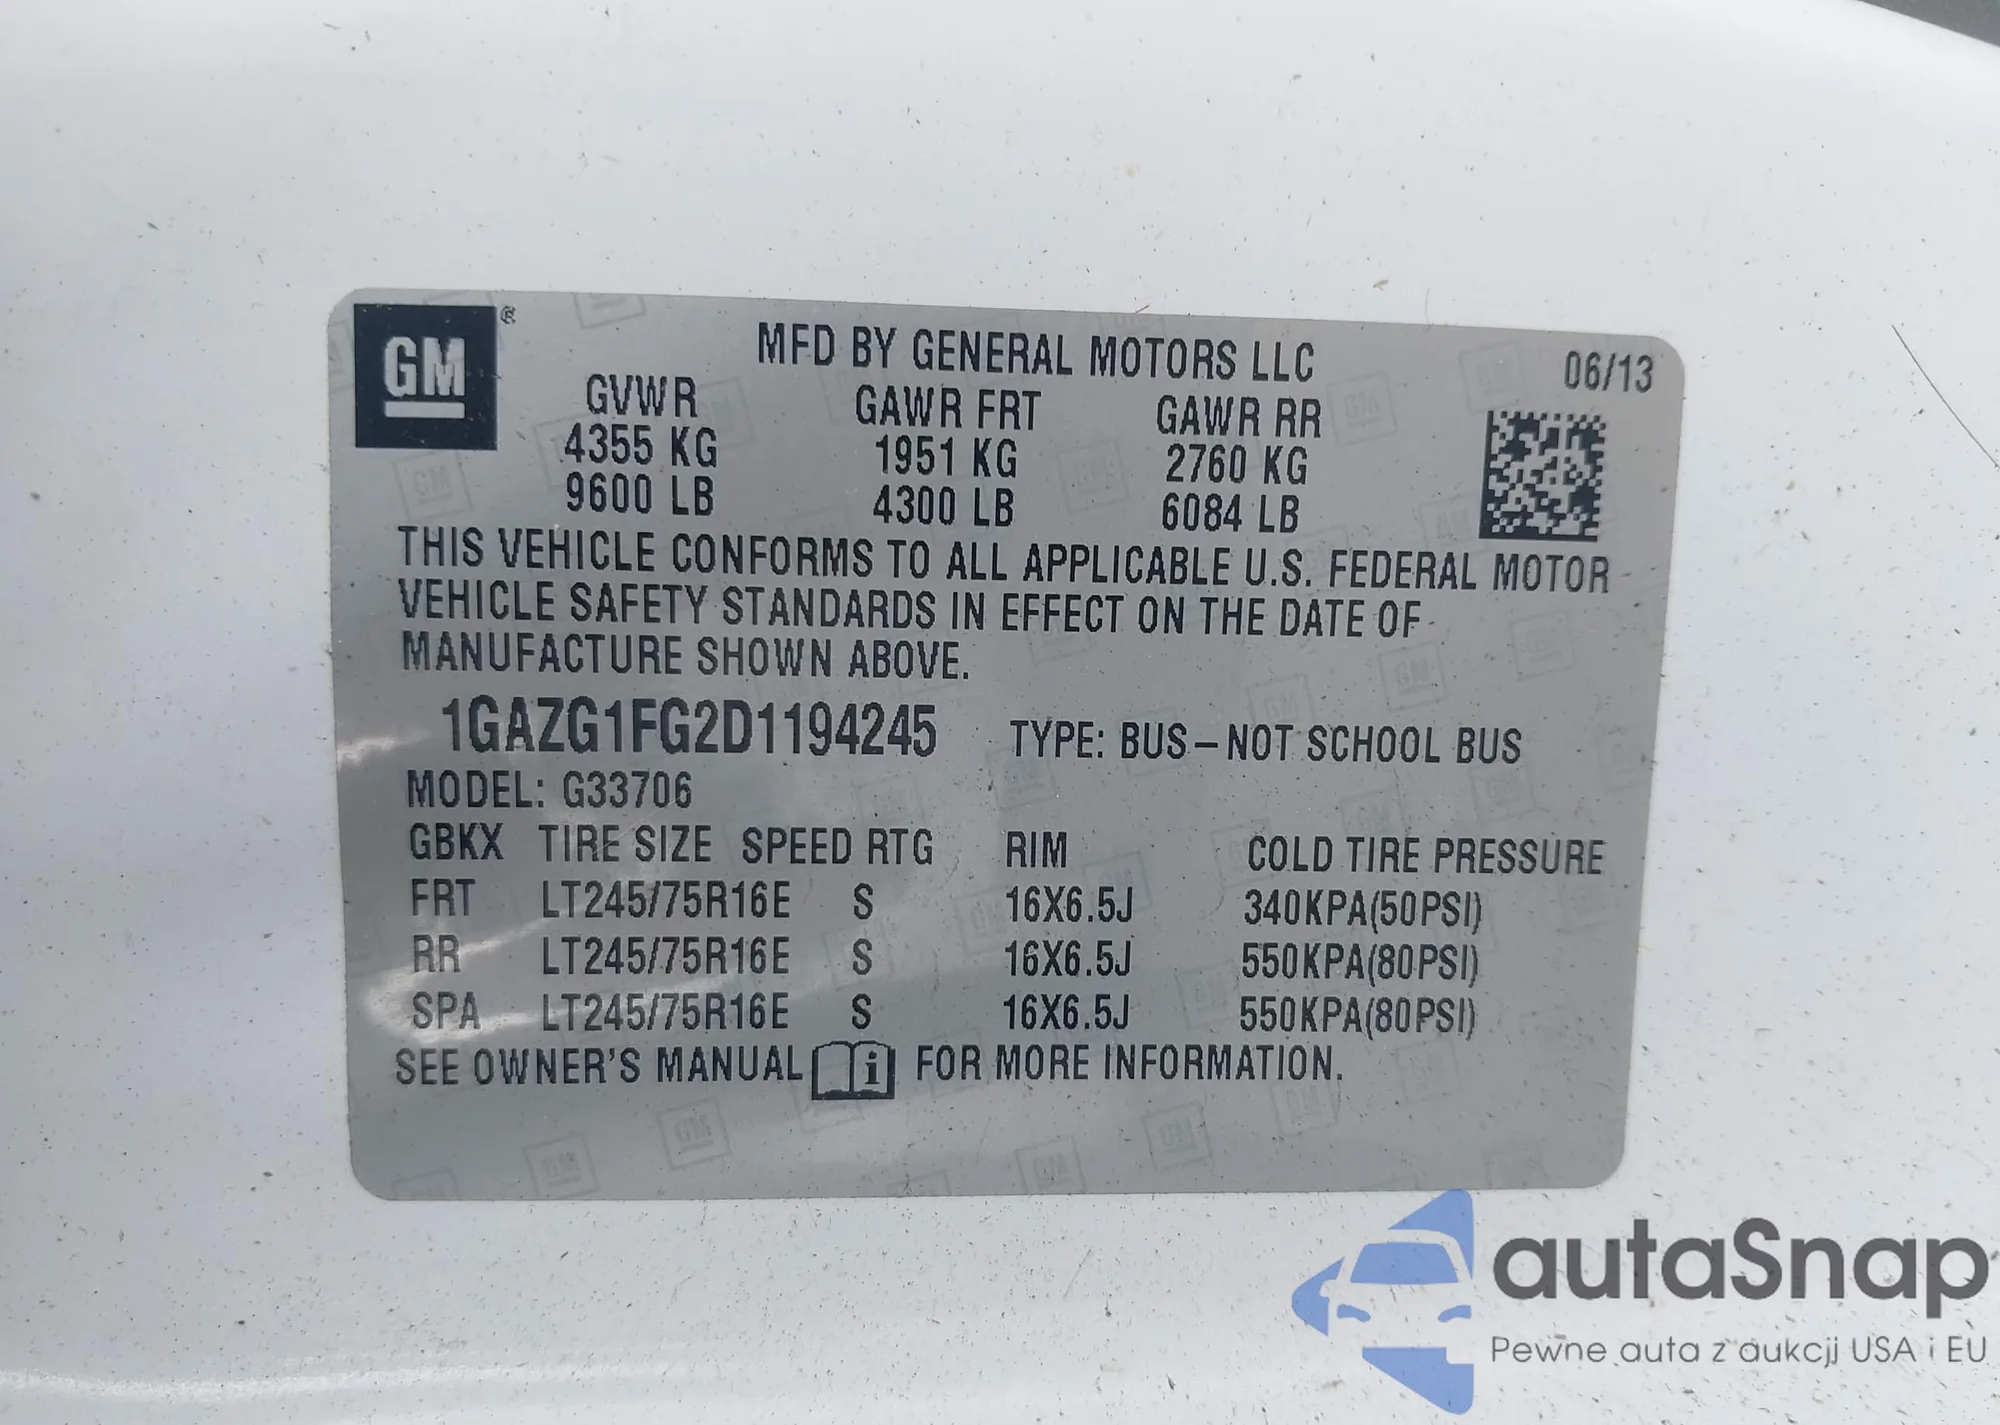 GM ®
MFD BY GENERAL MOTORS LLC 06/13
GVWR GAWR FRT GAWR RR
4355 KG 1951 KG 2760 KG
9600 LB 4300 LB 6084 LB
THIS VEHICLE CONFORMS TO ALL APPLICABLE U.S. FEDERAL MOTOR
VEHICLE SAFETY STANDARDS IN EFFECT ON THE DATE OF
MANUFACTURE SHOWN ABOVE.
1GAZG1FG2D1194245 TYPE: BUS – NOT SCHOOL BUS
MODEL: G33706
GBKX TIRE SIZE SPEED RTG RIM COLD TIRE PRESSURE
FRT LT245/75R16E S 16X6.5J 340KPA(50PSI)
RR LT245/75R16E S 16X6.5J 550KPA(80PSI)
SPA LT245/75R16E S 16X6.5J 550KPA(80PSI)
SEE OWNER'S MANUAL i FOR MORE INFORMATION.
autaSnap
Pewne auta z aukcji USA i EU